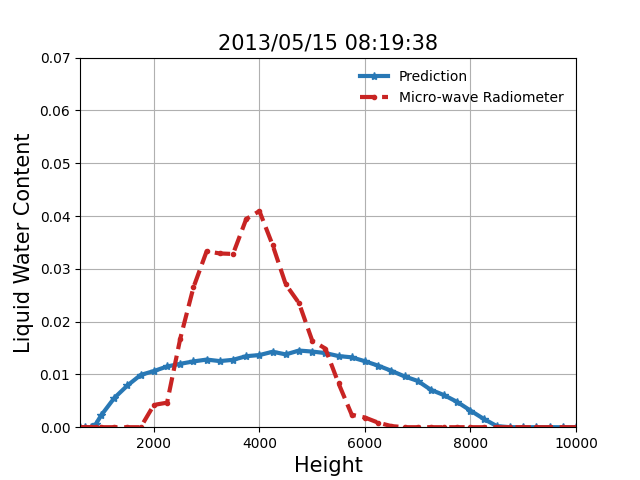 2013/05/15 08:19:38
0.07
0.06
0.05
0.04
0.03
0.02
0.01
0.00
Liquid Water Content
Prediction
Micro-wave Radiometer
2000 4000 6000 8000 10000
Height